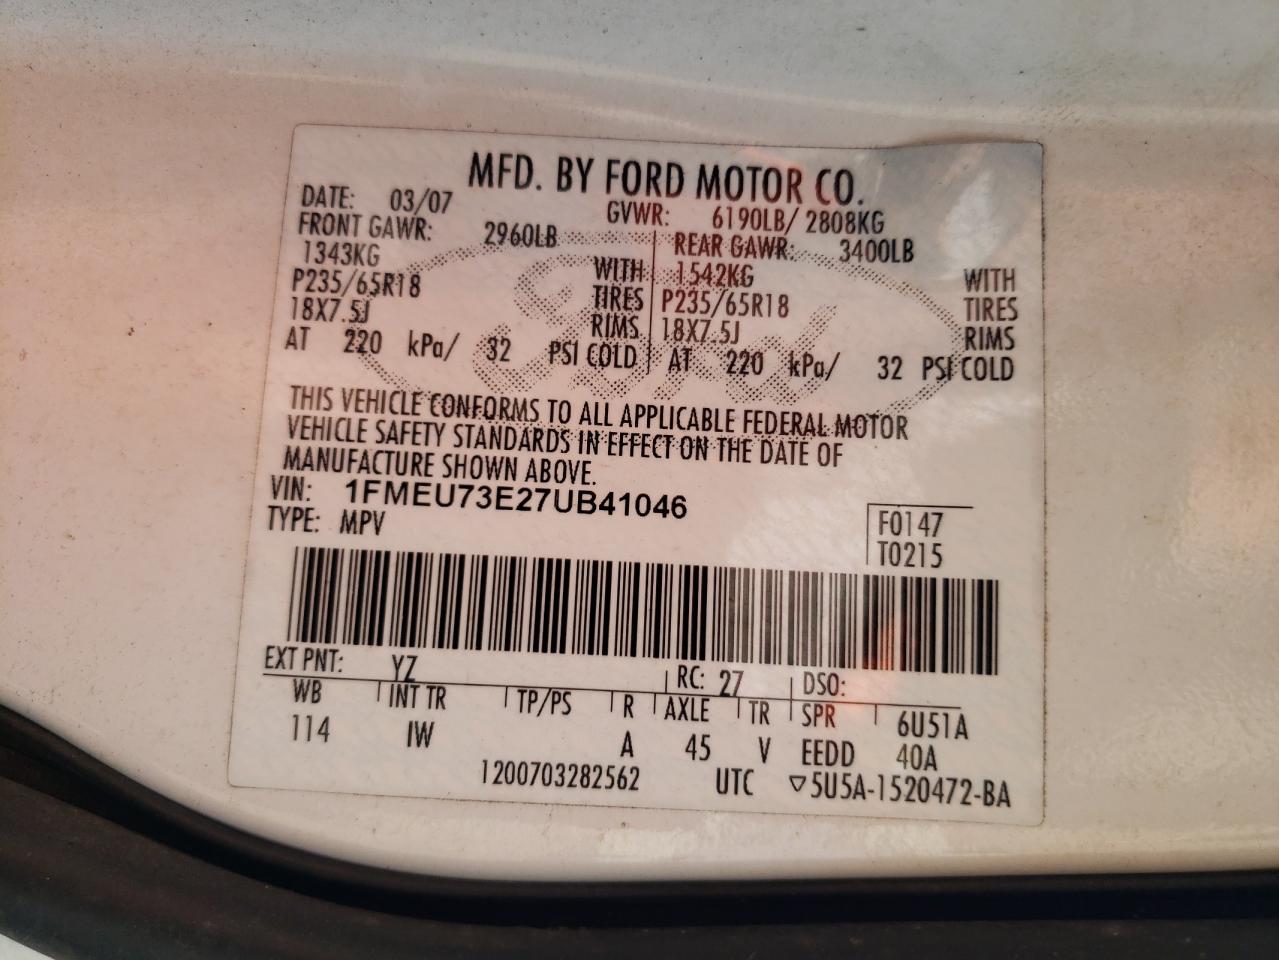 MFD. BY FORD MOTOR CO.
DATE: 03/07 GVWR: 6190LB/ 2808KG
FRONT GAWR: 2960LB REAR GAWR: 3400LB
1343KG WITH 1542KG WITH
P235/65R18 TIRES P235/65R18 TIRES
18X7.5J RIMS 18X7.5J RIMS
AT 220 kPa/ 32 PSI COLD AT 220 kPa/ 32 PSI COLD
Ford
THIS VEHICLE CONFORMS TO ALL APPLICABLE FEDERAL MOTOR
VEHICLE SAFETY STANDARDS IN EFFECT ON THE DATE OF
MANUFACTURE SHOWN ABOVE.
VIN: 1FMEU73E27UB41046
TYPE: MPV F0147
T0215
EXT PNT: YZ RC: 27 DSO:
WB INT TR TP/PS R AXLE TR SPR 6U51A
114 IW A 45 V EEDD 40A
1200703282562 UTC ▽5U5A-1520472-BA